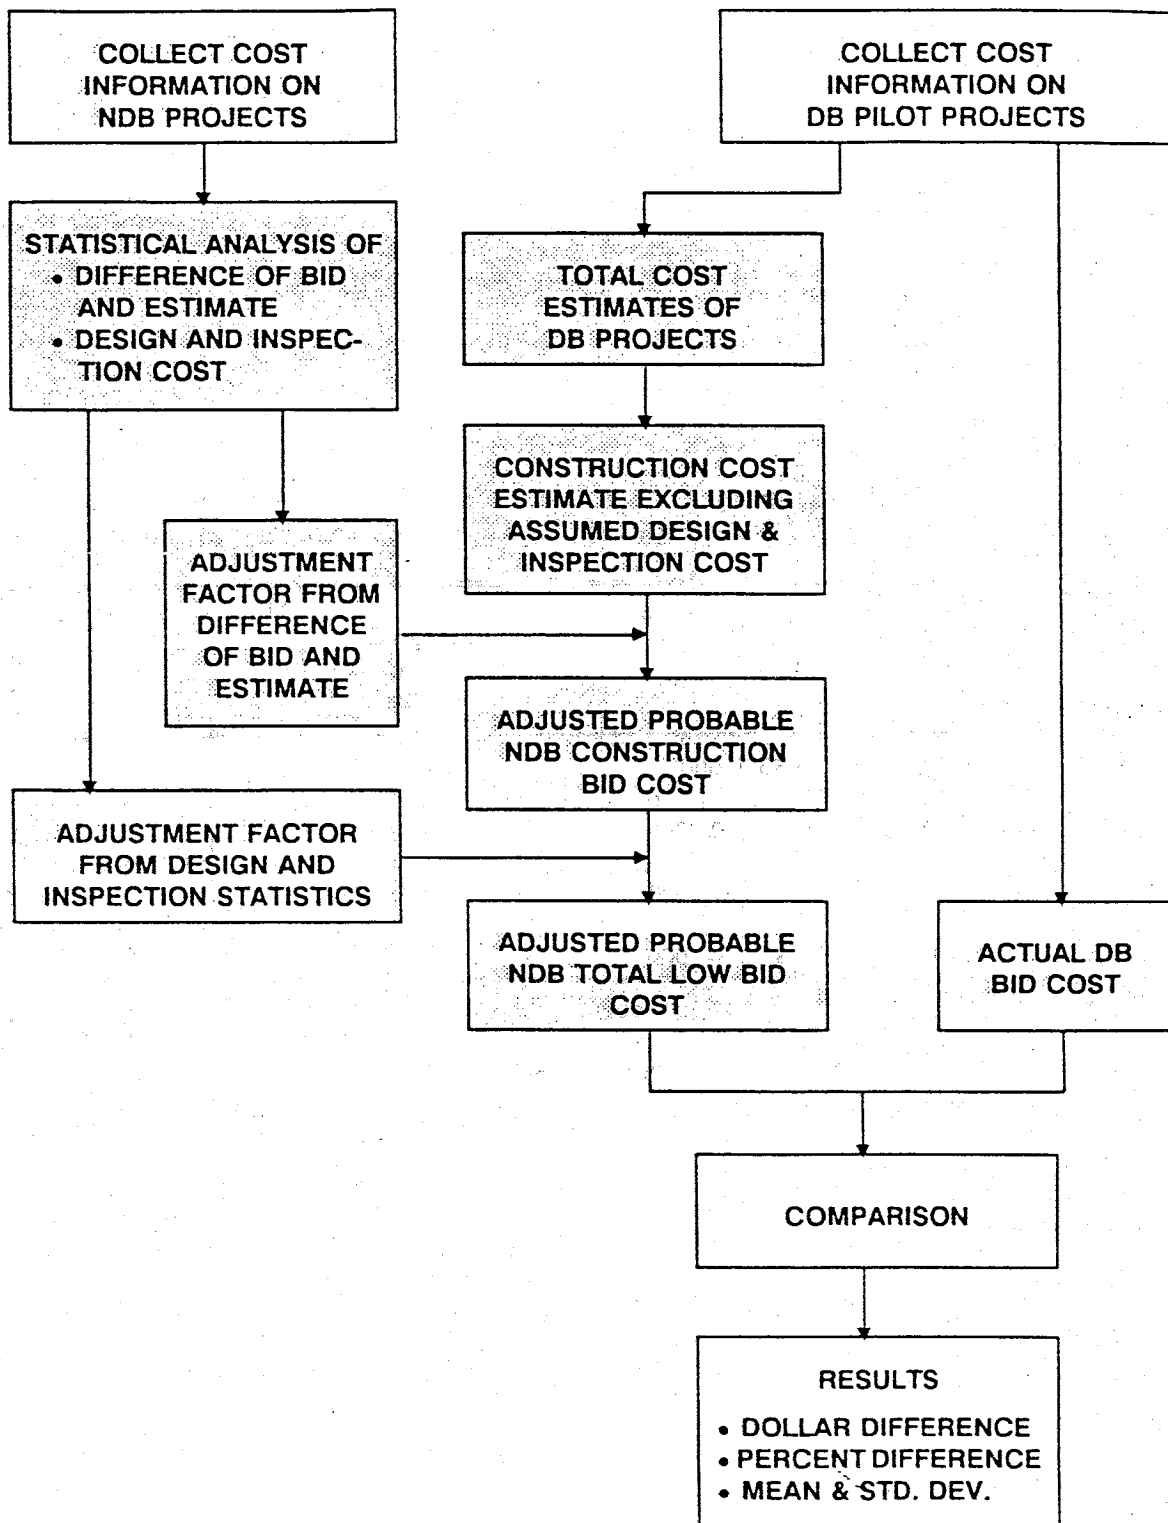 COLLECT COST
INFORMATION ON
NDB PROJECTS
COLLECT COST
INFORMATION ON
DB PILOT PROJECTS
STATISTICAL ANALYSIS OF
• DIFFERENCE OF BID
AND ESTIMATE
• DESIGN AND INSPEC-
TION COST
TOTAL COST
ESTIMATES OF
DB PROJECTS
CONSTRUCTION COST
ESTIMATE EXCLUDING
ASSUMED DESIGN &
INSPECTION COST
ADJUSTMENT
FACTOR FROM
DIFFERENCE
OF BID AND
ESTIMATE
ADJUSTED PROBABLE
NDB CONSTRUCTION
BID COST
ADJUSTMENT FACTOR
FROM DESIGN AND
INSPECTION STATISTICS
ADJUSTED PROBABLE
NDB TOTAL LOW BID
COST
ACTUAL DB
BID COST
COMPARISON
RESULTS
• DOLLAR DIFFERENCE
• PERCENT DIFFERENCE
• MEAN & STD. DEV.